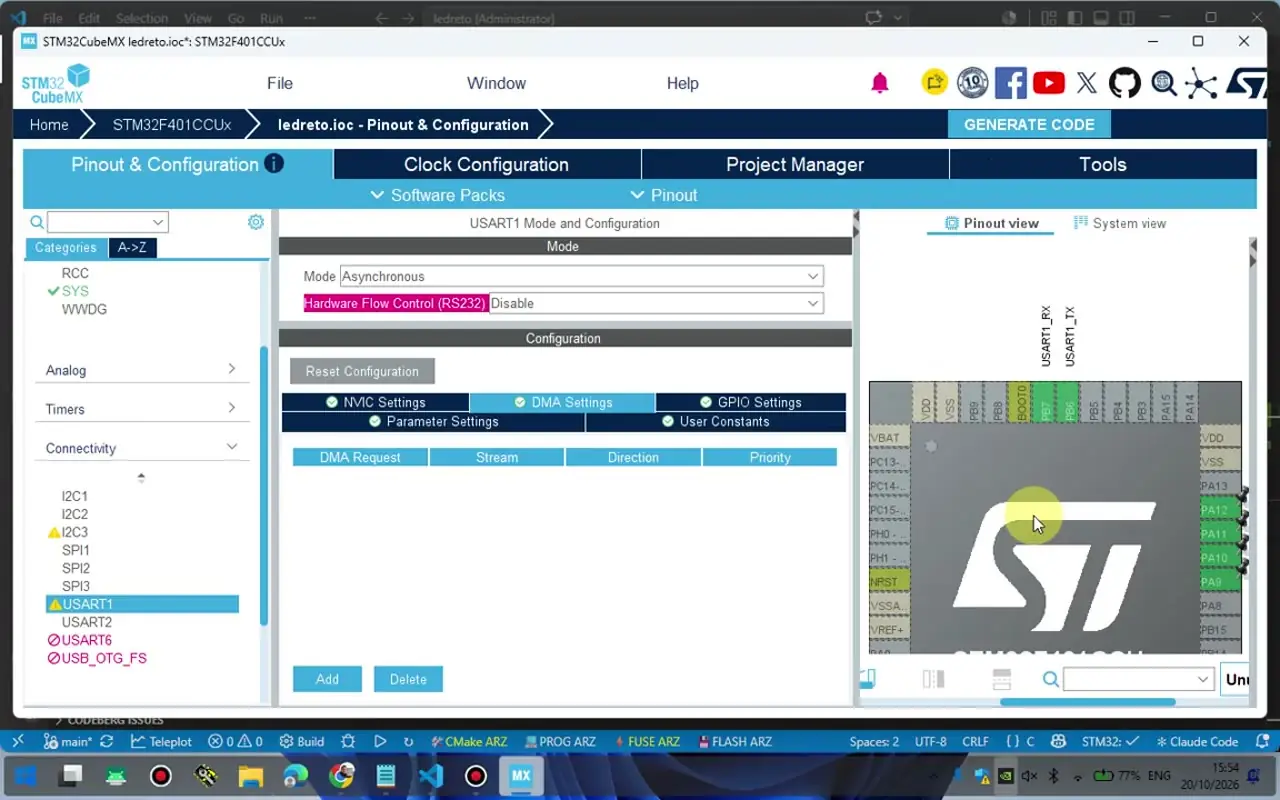 File Edit Selection View Go Run ··· ledreto [Administrator]
MX STM32CubeMX ledreto.ioc*: STM32F401CCUx
STM32
CubeMX
File Window Help
19
Home STM32F401CCUx ledreto.ioc - Pinout & Configuration GENERATE CODE
Pinout & Configuration Clock Configuration Project Manager Tools
Software Packs Pinout
USART1 Mode and Configuration
Pinout view System view
Categories A->Z
Mode
RCC
SYS
WWDG
Mode Asynchronous
Hardware Flow Control (RS232) Disable
Configuration
Reset Configuration
NVIC Settings DMA Settings GPIO Settings
Parameter Settings User Constants
DMA Request Stream Direction Priority
Analog
Timers
Connectivity
I2C1
I2C2
I2C3
SPI1
SPI2
SPI3
USART1
USART2
USART6
USB_OTG_FS
Add Delete
USART1_RX
USART1_TX
VDD
VSS
PB9
PB8
BOOT0
PB7
PB6
PB5
PB4
PB3
PA15
PA14
VBAT
PC13-..
PC14-..
PC15-..
PH0 -..
PH1 -..
NRST
VSSA..
VREF+
VDD
VSS
PA13
PA12
PA11
PA10
PA9
PA8
PB15
CODEBERG ISSUES
main* Teleplot 0 0 Build CMake ARZ PROG ARZ FUSE ARZ FLASH ARZ Spaces: 2 UTF-8 CRLF { } C STM32: Claude Code
MX
77% ENG
15:54
20/10/2026